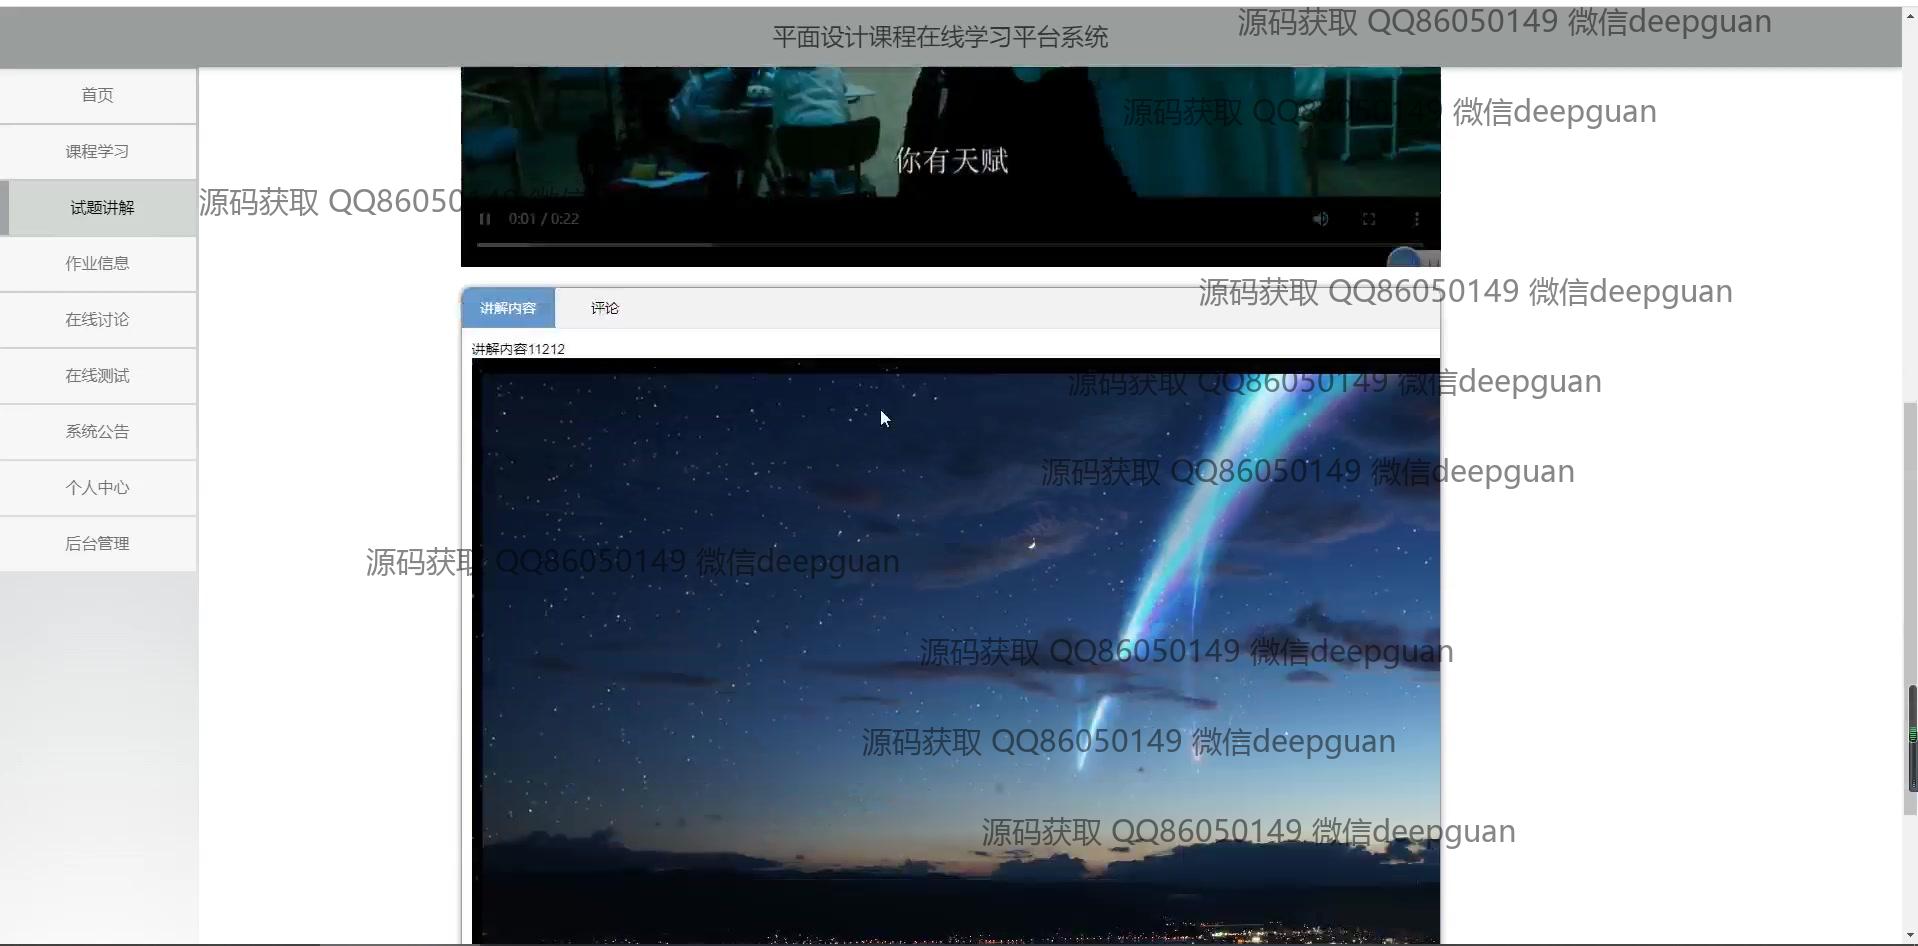 平面设计课程在线学习平台系统
源码获取 QQ86050149 微信deepguan
首页
源码获取 QQ86050149 微信deepguan
课程学习
你有天赋
试题讲解
源码获取 QQ86050149 微信
0:01 / 0:22
作业信息
源码获取 QQ86050149 微信deepguan
讲解内容
评论
在线讨论
讲解内容11212
在线测试
源码获取 QQ86050149 微信deepguan
系统公告
源码获取 QQ86050149 微信deepguan
个人中心
后台管理
源码获取 QQ86050149 微信deepguan
源码获取 QQ86050149 微信deepguan
源码获取 QQ86050149 微信deepguan
源码获取 QQ86050149 微信deepguan